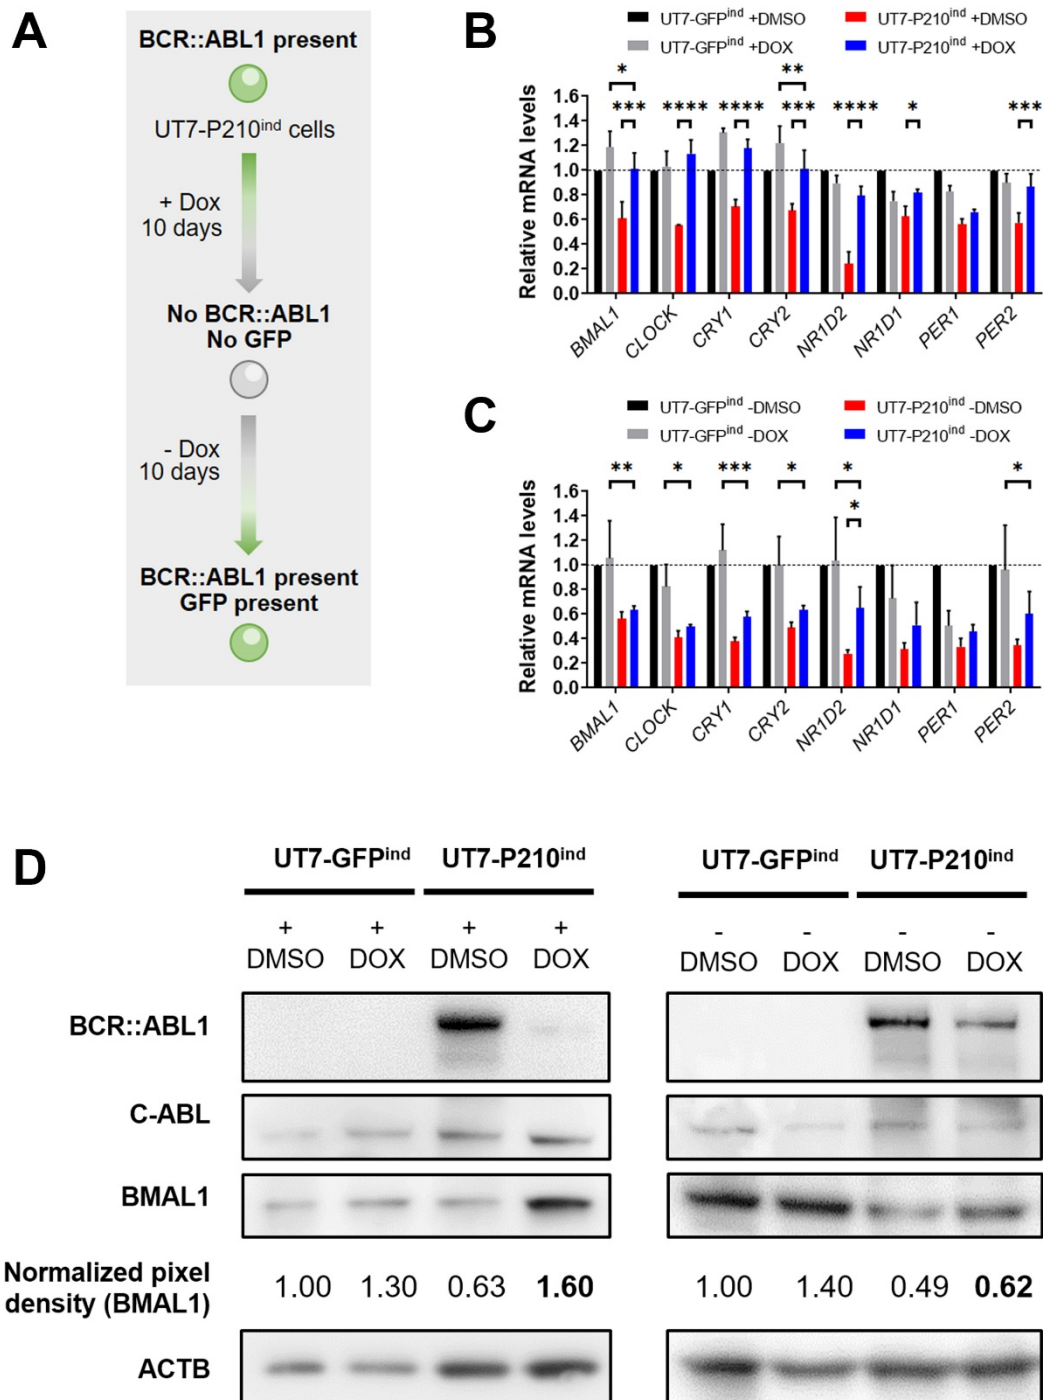 A
BCR::ABL1 present
UT7-P210ind cells
+ Dox
10 days
No BCR::ABL1
No GFP
- Dox
10 days
BCR::ABL1 present
GFP present
B
UT7-GFPind +DMSO
UT7-P210ind +DMSO
UT7-GFPind +DOX
UT7-P210ind +DOX
* **
*** **** **** *** **** * ***
Relative mRNA levels
1.6
1.4
1.2
1.0
0.8
0.6
0.4
0.2
0.0
BMAL1 CLOCK CRY1 CRY2 NR1D2 NR1D1 PER1 PER2
C
UT7-GFPind -DMSO
UT7-P210ind -DMSO
UT7-GFPind -DOX
UT7-P210ind -DOX
** * *** * * *
*
Relative mRNA levels
1.6
1.4
1.2
1.0
0.8
0.6
0.4
0.2
0.0
BMAL1 CLOCK CRY1 CRY2 NR1D2 NR1D1 PER1 PER2
D
UT7-GFPind UT7-P210ind UT7-GFPind UT7-P210ind
+ + + + - - - -
DMSO DOX DMSO DOX DMSO DOX DMSO DOX
BCR::ABL1
C-ABL
BMAL1
Normalized pixel
density (BMAL1)
1.00 1.30 0.63 1.60 1.00 1.40 0.49 0.62
ACTB